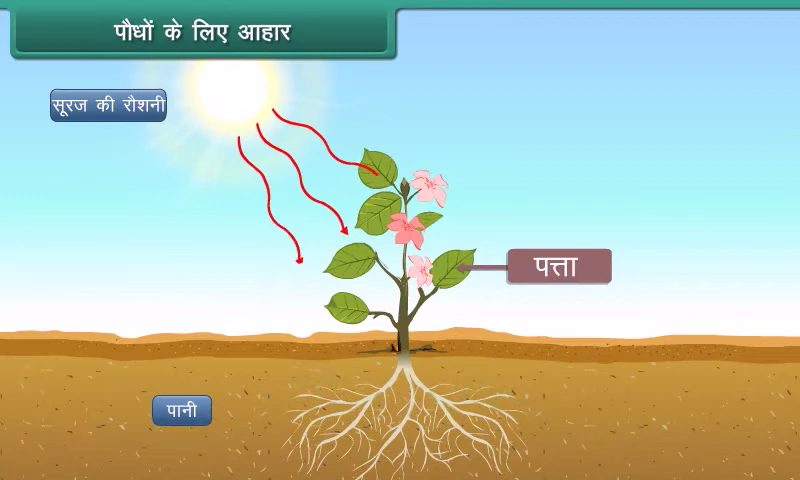 पौधों के लिए आहार
सूरज की रौशनी
पत्ता
पानी